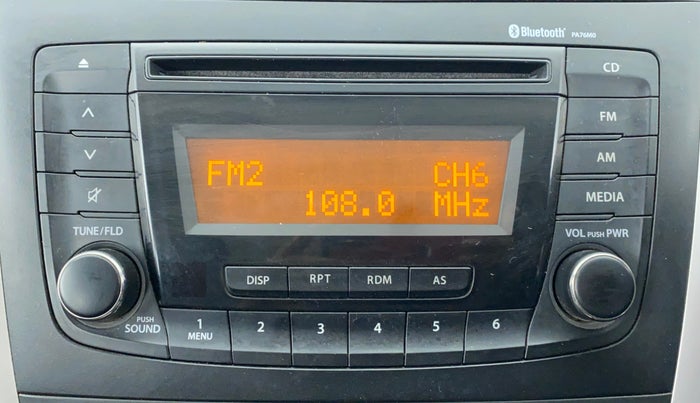 Bluetooth PA76M0
CD
FM
AM
MEDIA
FM2 CH6
108.0 MHz
TUNE/FLD
VOL PUSH PWR
DISP RPT RDM AS
PUSH
SOUND
1 2 3 4 5 6
MENU